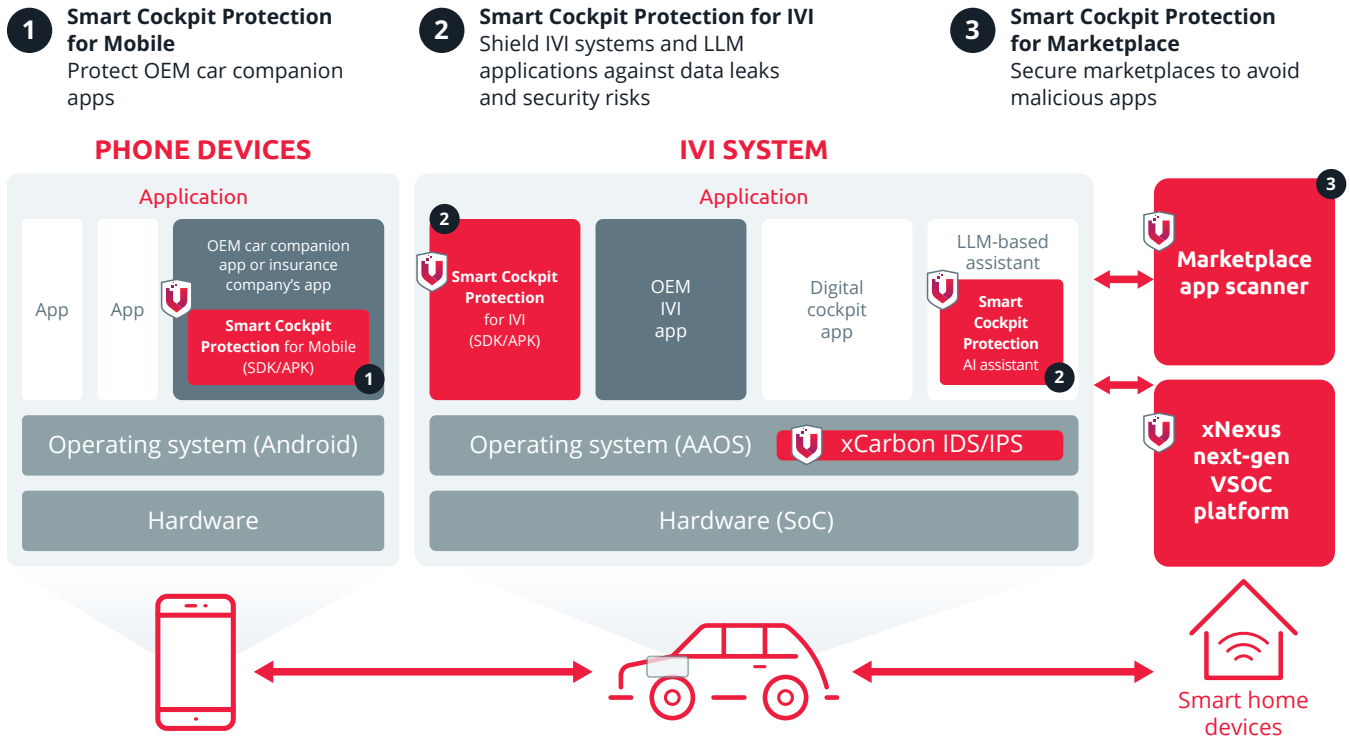 1
Smart Cockpit Protection
for Mobile
Protect OEM car companion
apps
2
Smart Cockpit Protection for IVI
Shield IVI systems and LLM
applications against data leaks
and security risks
3
Smart Cockpit Protection
for Marketplace
Secure marketplaces to avoid
malicious apps
PHONE DEVICES
Application
App
App
OEM car companion
app or insurance
company's app
Smart Cockpit
Protection for Mobile
(SDK/APK)
1
Operating system (Android)
Hardware
IVI SYSTEM
Application
2
Smart Cockpit
Protection
for IVI
(SDK/APK)
OEM
IVI
app
Digital
cockpit
app
LLM-based
assistant
Smart
Cockpit
Protection
AI assistant
2
Operating system (AAOS)
xCarbon IDS/IPS
Hardware (SoC)
3
Marketplace
app scanner
xNexus
next-gen
VSOC
platform
Smart home
devices